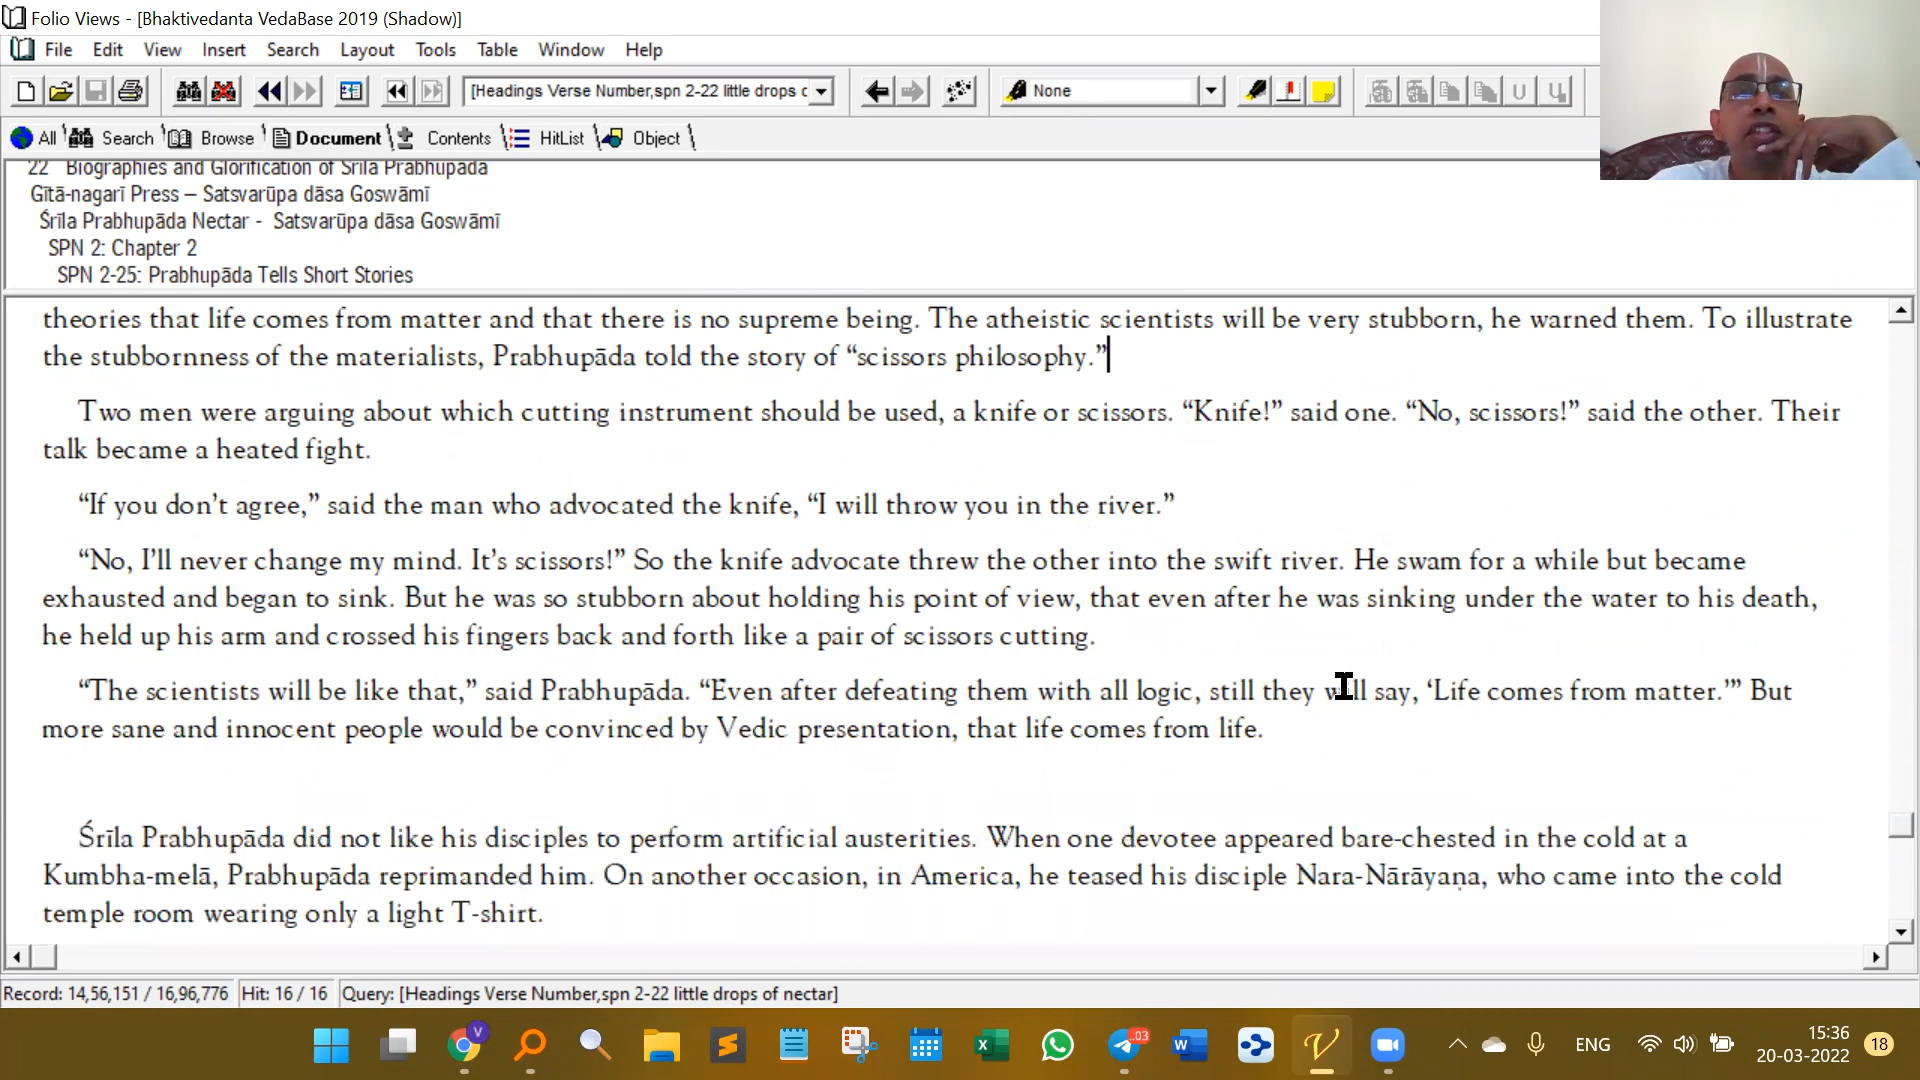 Folio Views - [Bhaktivedanta VedaBase 2019 (Shadow)]
File Edit View Insert Search Layout Tools Table Window Help
[Headings Verse Number,spn 2-22 little drops c
None
All Search Browse Document Contents HitList Object
22 Biographies and Glorification of Śrīla Prabhupāda
Gītā-nagarī Press – Satsvarūpa dāsa Goswāmī
Śrīla Prabhupāda Nectar - Satsvarūpa dāsa Goswāmī
SPN 2: Chapter 2
SPN 2-25: Prabhupāda Tells Short Stories
theories that life comes from matter and that there is no supreme being. The atheistic scientists will be very stubborn, he warned them. To illustrate
the stubbornness of the materialists, Prabhupāda told the story of “scissors philosophy.”
Two men were arguing about which cutting instrument should be used, a knife or scissors. “Knife!” said one. “No, scissors!” said the other. Their
talk became a heated fight.
“If you don’t agree,” said the man who advocated the knife, “I will throw you in the river.”
“No, I’ll never change my mind. It’s scissors!” So the knife advocate threw the other into the swift river. He swam for a while but became
exhausted and began to sink. But he was so stubborn about holding his point of view, that even after he was sinking under the water to his death,
he held up his arm and crossed his fingers back and forth like a pair of scissors cutting.
“The scientists will be like that,” said Prabhupāda. “Even after defeating them with all logic, still they will say, ‘Life comes from matter.’” But
more sane and innocent people would be convinced by Vedic presentation, that life comes from life.
Śrīla Prabhupāda did not like his disciples to perform artificial austerities. When one devotee appeared bare-chested in the cold at a
Kumbha-melā, Prabhupāda reprimanded him. On another occasion, in America, he teased his disciple Nara-Nārāyaṇa, who came into the cold
temple room wearing only a light T-shirt.
Record: 14,56,151 / 16,96,776 Hit: 16 / 16 Query: [Headings Verse Number,spn 2-22 little drops of nectar]
V
..03
ENG
15:36
20-03-2022
18